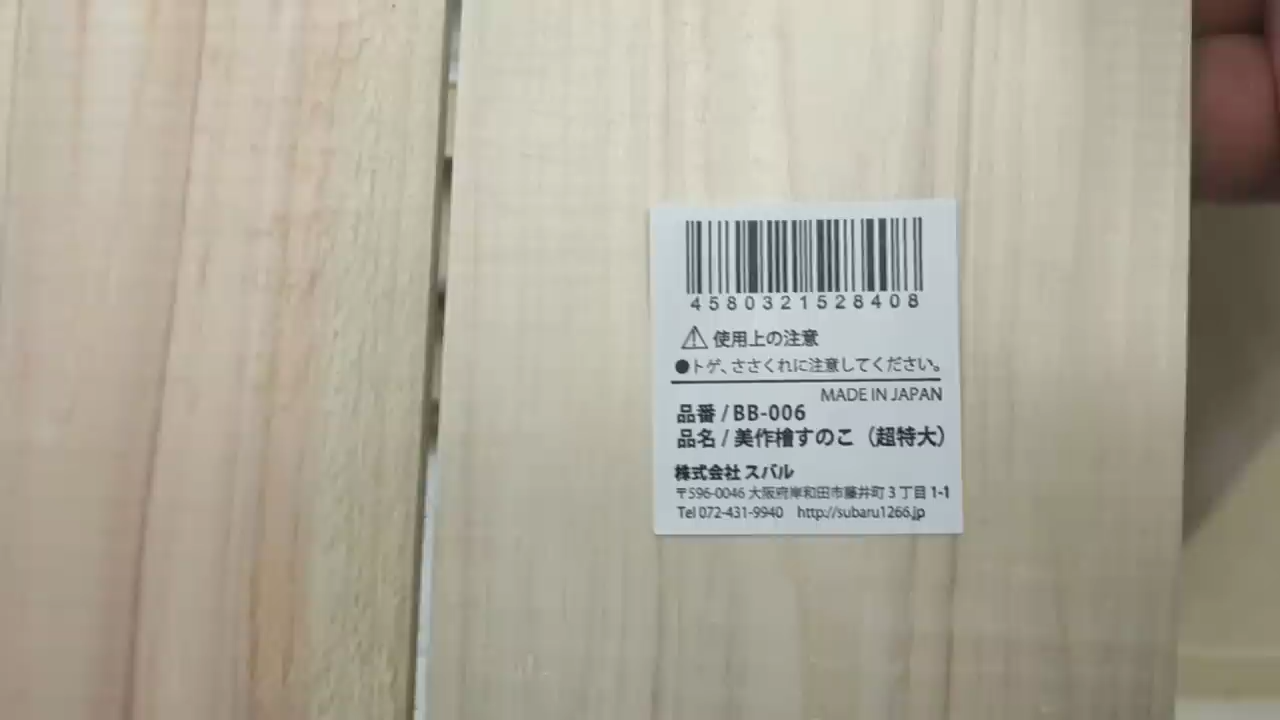 4580321528408
⚠ 使用上の注意
●トゲ、ささくれに注意してください。
MADE IN JAPAN
品番 / BB-006
品名 / 美作檜すのこ（超特大）
株式会社 スバル
〒596-0046 大阪府岸和田市藤井町 3 丁目 1-1
Tel 072-431-9940 http://subaru1266.jp